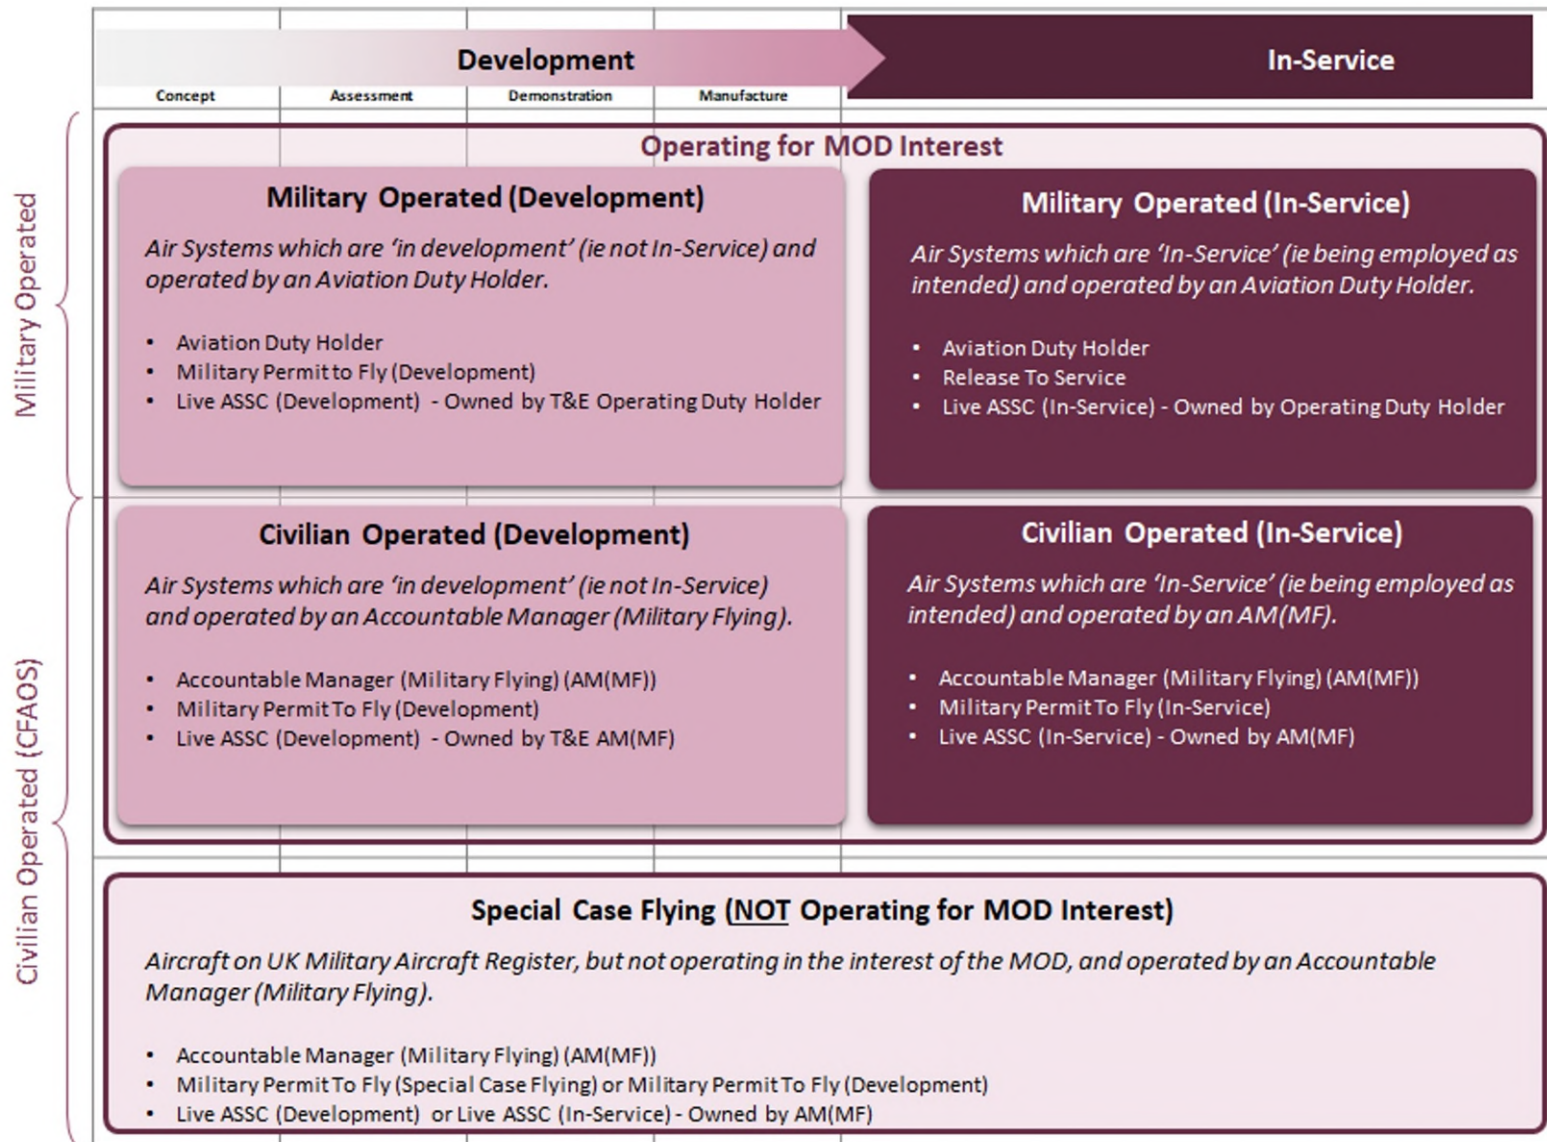 Development
In-Service
Concept
Assessment
Demonstration
Manufacture
Military Operated
Operating for MOD Interest
Military Operated (Development)
Air Systems which are ‘in development’ (ie not In-Service) and
operated by an Aviation Duty Holder.
• Aviation Duty Holder
• Military Permit to Fly (Development)
• Live ASSC (Development) - Owned by T&E Operating Duty Holder
Military Operated (In-Service)
Air Systems which are ‘In-Service’ (ie being employed as
intended) and operated by an Aviation Duty Holder.
• Aviation Duty Holder
• Release To Service
• Live ASSC (In-Service) - Owned by Operating Duty Holder
Civilian Operated (CFAOS)
Civilian Operated (Development)
Air Systems which are ‘in development’ (ie not In-Service)
and operated by an Accountable Manager (Military Flying).
• Accountable Manager (Military Flying) (AM(MF))
• Military Permit To Fly (Development)
• Live ASSC (Development) - Owned by T&E AM(MF)
Civilian Operated (In-Service)
Air Systems which are ‘In-Service’ (ie being employed as
intended) and operated by an AM(MF).
• Accountable Manager (Military Flying) (AM(MF))
• Military Permit To Fly (In-Service)
• Live ASSC (In-Service) - Owned by AM(MF)
Special Case Flying (NOT Operating for MOD Interest)
Aircraft on UK Military Aircraft Register, but not operating in the interest of the MOD, and operated by an Accountable
Manager (Military Flying).
• Accountable Manager (Military Flying) (AM(MF))
• Military Permit To Fly (Special Case Flying) or Military Permit To Fly (Development)
• Live ASSC (Development) or Live ASSC (In-Service) - Owned by AM(MF)